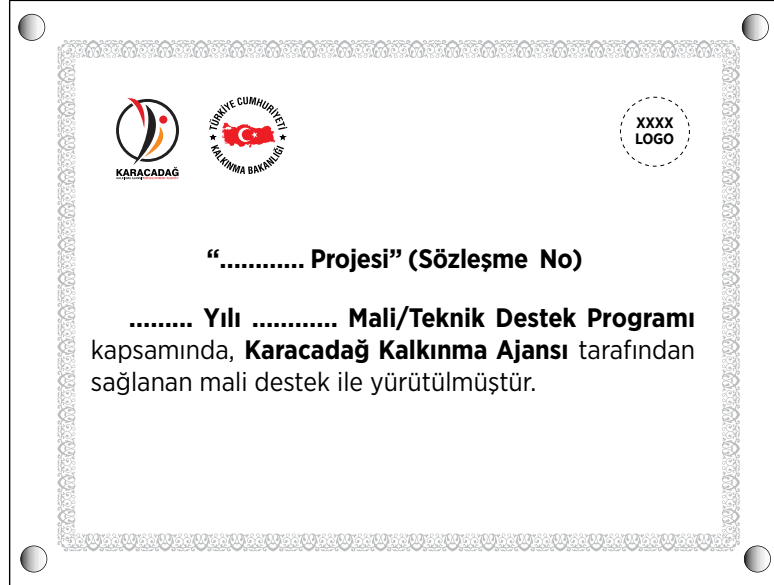 KARACADAĞ
TÜRKİYE CUMHURİYETİ
KALKINMA BAKANLIĞI
XXXX
LOGO
“............ Projesi” (Sözleşme No)
......... Yılı ............ Mali/Teknik Destek Programı
kapsamında, Karacadağ Kalkınma Ajansı tarafından
sağlanan mali destek ile yürütülmüştür.